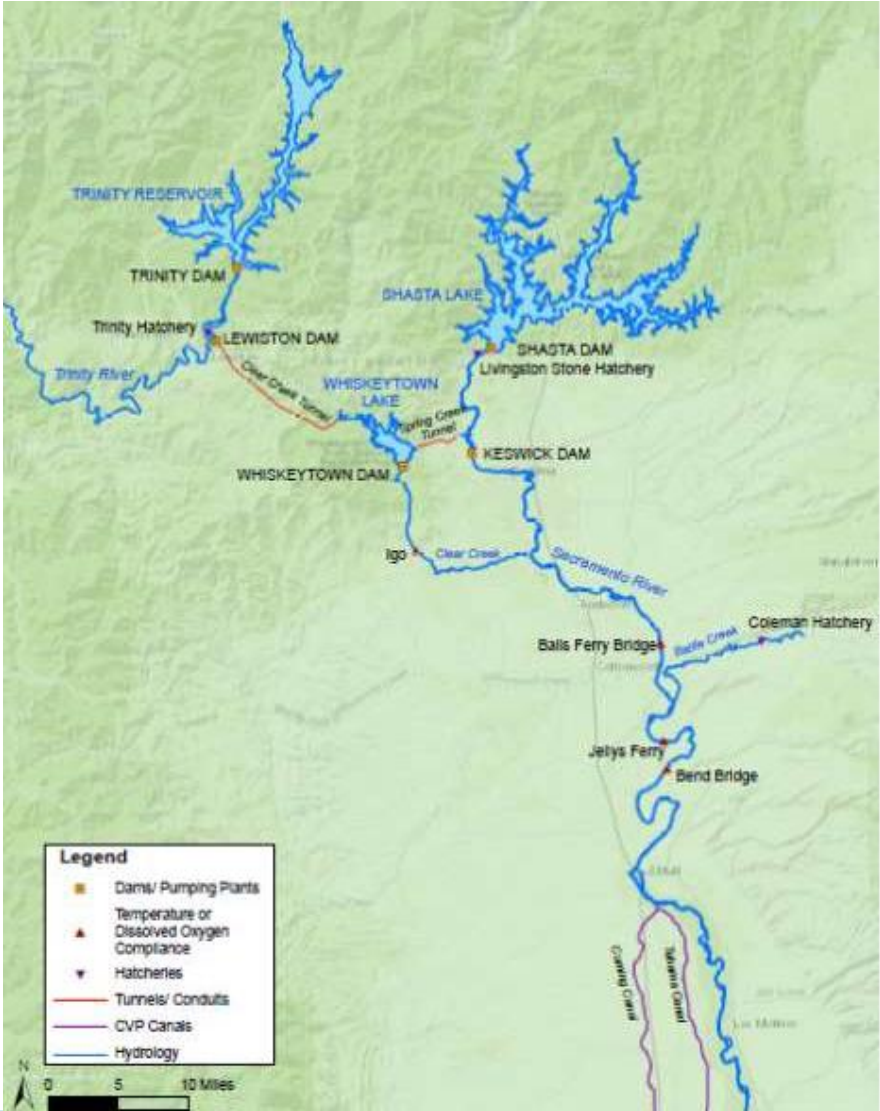 TRINITY RESERVOIR
TRINITY DAM
SHASTA LAKE
Trinity Hatchery
LEWISTON DAM
SHASTA DAM
Livingston Stone Hatchery
Trinity River
Clear Creek Tunnel
WHISKEYTOWN
LAKE
Spring Creek
Tunnel
KESWICK DAM
WHISKEYTOWN DAM
Igo
Clear Creek
Sacramento River
Coleman Hatchery
Balls Ferry Bridge
Battle Creek
Jellys Ferry
Bend Bridge
Corning Canal
Tehama Canal
Legend
Dams/ Pumping Plants
Temperature or
Dissolved Oxygen
Compliance
Hatcheries
Tunnels/ Conduits
CVP Canals
Hydrology
N
0 5 10 Miles